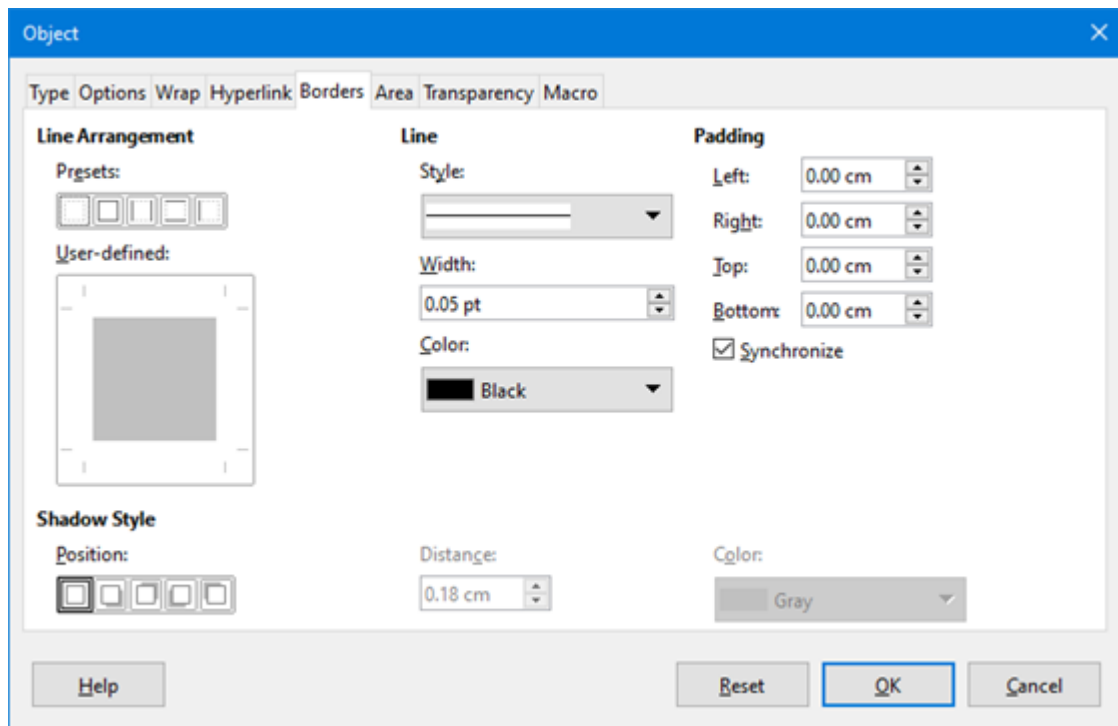 Object
Type Options Wrap Hyperlink Borders Area Transparency Macro
Line Arrangement
Presets:
User-defined:
Line
Style:
Width:
0.05 pt
Color:
Black
Padding
Left: 0.00 cm
Right: 0.00 cm
Top: 0.00 cm
Bottom: 0.00 cm
Synchronize
Shadow Style
Position:
Distance:
0.18 cm
Color:
Gray
Help Reset OK Cancel